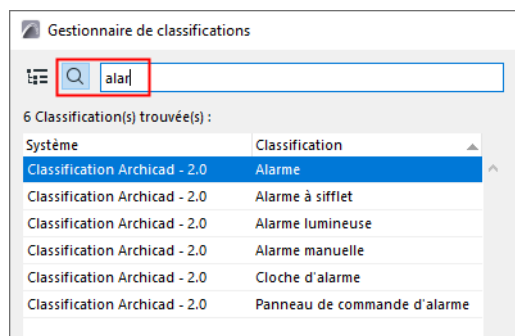 Gestionnaire de classifications
alar
6 Classification(s) trouvée(s) :
Système Classification
Classification Archicad - 2.0 Alarme
Classification Archicad - 2.0 Alarme à sifflet
Classification Archicad - 2.0 Alarme lumineuse
Classification Archicad - 2.0 Alarme manuelle
Classification Archicad - 2.0 Cloche d'alarme
Classification Archicad - 2.0 Panneau de commande d'alarme